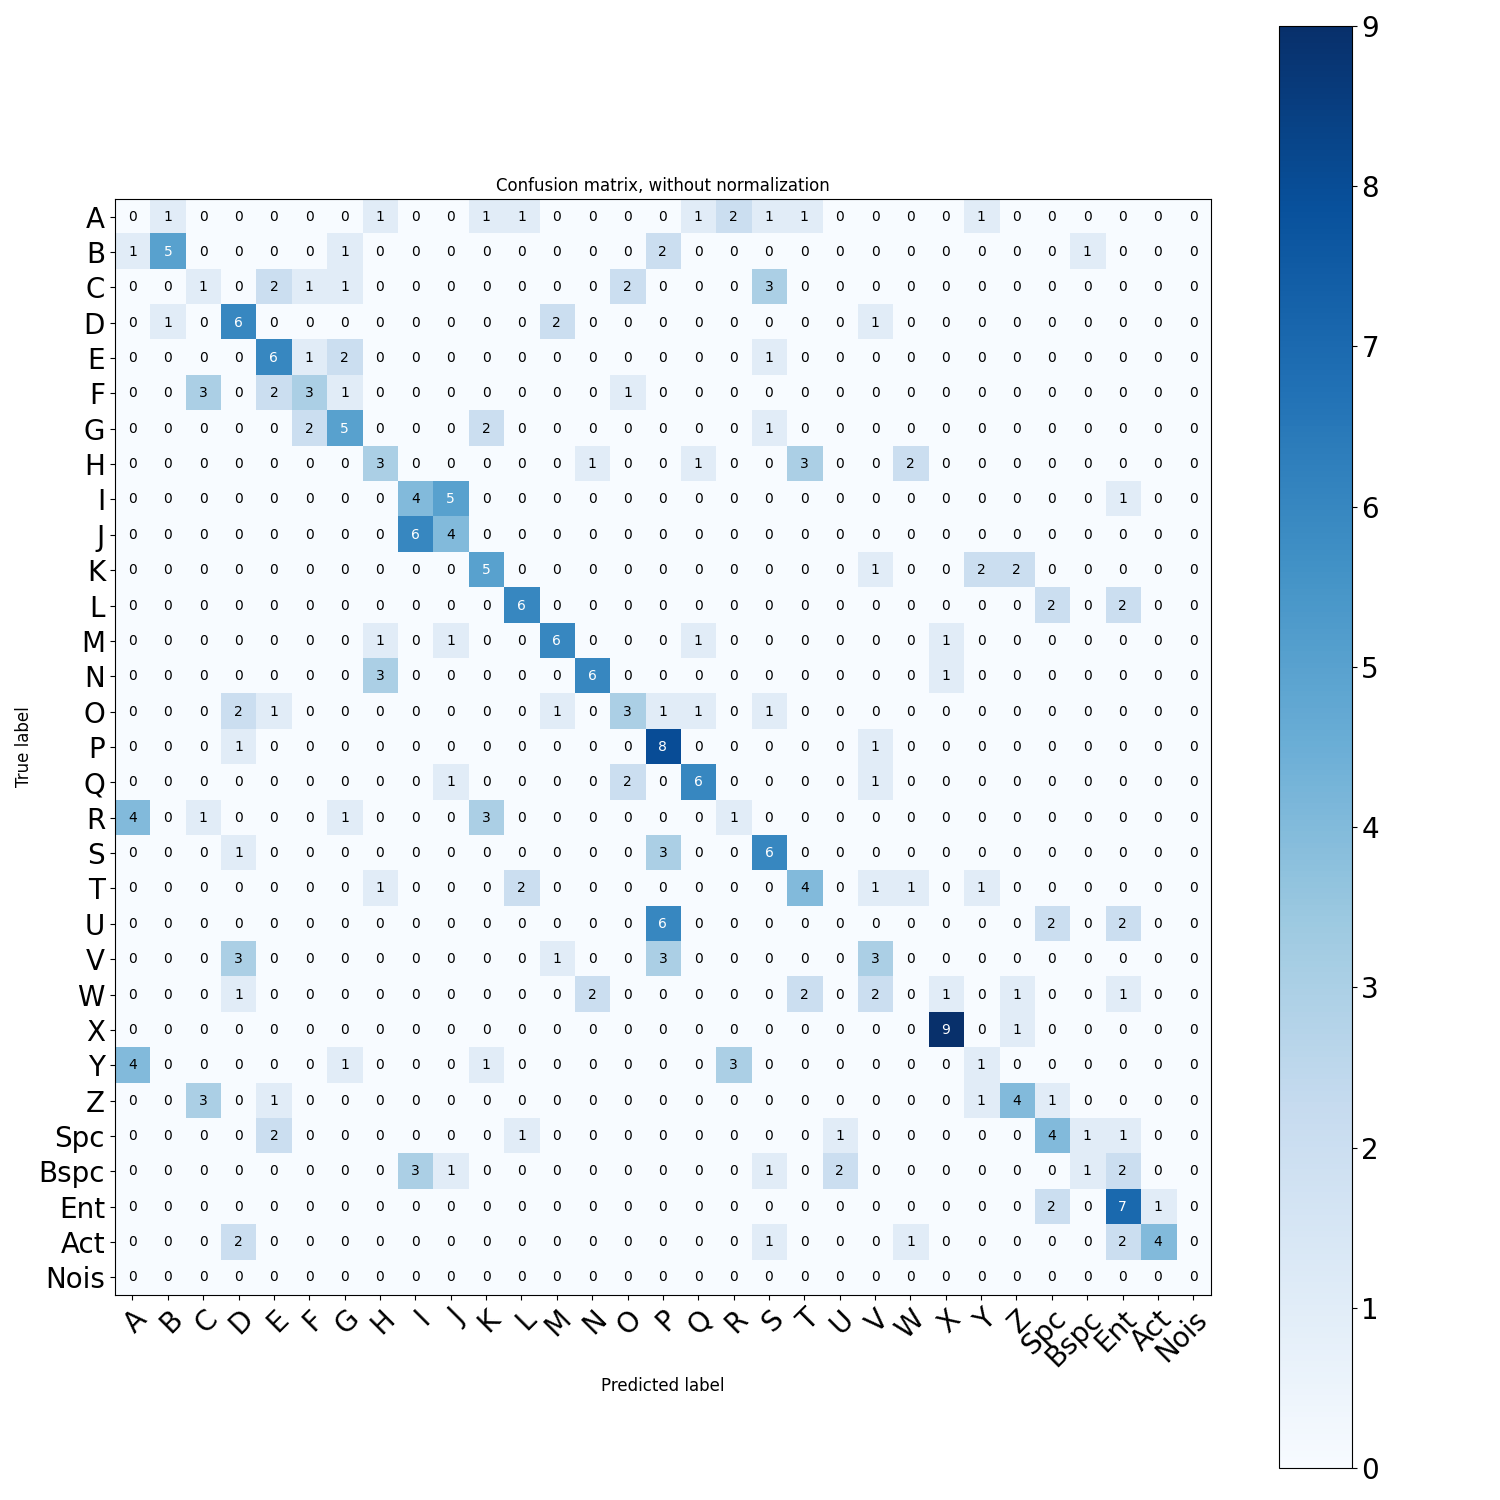 Confusion matrix, without normalization
A 0 1 0 0 0 0 0 1 0 0 1 1 0 0 0 0 1 2 1 1 0 0 0 0 1 0 0 0 0 0 0
B 1 5 0 0 0 0 1 0 0 0 0 0 0 0 0 2 0 0 0 0 0 0 0 0 0 0 0 1 0 0 0
C 0 0 1 0 2 1 1 0 0 0 0 0 0 0 2 0 0 0 3 0 0 0 0 0 0 0 0 0 0 0 0
D 0 1 0 6 0 0 0 0 0 0 0 0 2 0 0 0 0 0 0 0 0 1 0 0 0 0 0 0 0 0 0
E 0 0 0 0 6 1 2 0 0 0 0 0 0 0 0 0 0 0 1 0 0 0 0 0 0 0 0 0 0 0 0
F 0 0 3 0 2 3 1 0 0 0 0 0 0 0 1 0 0 0 0 0 0 0 0 0 0 0 0 0 0 0 0
G 0 0 0 0 0 2 5 0 0 0 2 0 0 0 0 0 0 0 1 0 0 0 0 0 0 0 0 0 0 0 0
H 0 0 0 0 0 0 0 3 0 0 0 0 0 1 0 0 1 0 0 3 0 0 2 0 0 0 0 0 0 0 0
I 0 0 0 0 0 0 0 0 4 5 0 0 0 0 0 0 0 0 0 0 0 0 0 0 0 0 0 0 1 0 0
J 0 0 0 0 0 0 0 0 6 4 0 0 0 0 0 0 0 0 0 0 0 0 0 0 0 0 0 0 0 0 0
K 0 0 0 0 0 0 0 0 0 0 5 0 0 0 0 0 0 0 0 0 0 1 0 0 2 2 0 0 0 0 0
L 0 0 0 0 0 0 0 0 0 0 0 6 0 0 0 0 0 0 0 0 0 0 0 0 0 0 2 0 2 0 0
M 0 0 0 0 0 0 0 1 0 1 0 0 6 0 0 0 1 0 0 0 0 0 0 1 0 0 0 0 0 0 0
N 0 0 0 0 0 0 0 3 0 0 0 0 0 6 0 0 0 0 0 0 0 0 0 1 0 0 0 0 0 0 0
O 0 0 0 2 1 0 0 0 0 0 0 0 1 0 3 1 1 0 1 0 0 0 0 0 0 0 0 0 0 0 0
P 0 0 0 1 0 0 0 0 0 0 0 0 0 0 0 8 0 0 0 0 0 1 0 0 0 0 0 0 0 0 0
Q 0 0 0 0 0 0 0 0 0 1 0 0 0 0 2 0 6 0 0 0 0 1 0 0 0 0 0 0 0 0 0
R 4 0 1 0 0 0 1 0 0 0 3 0 0 0 0 0 0 1 0 0 0 0 0 0 0 0 0 0 0 0 0
S 0 0 0 1 0 0 0 0 0 0 0 0 0 0 0 3 0 0 6 0 0 0 0 0 0 0 0 0 0 0 0
T 0 0 0 0 0 0 0 1 0 0 0 2 0 0 0 0 0 0 0 4 0 1 1 0 1 0 0 0 0 0 0
U 0 0 0 0 0 0 0 0 0 0 0 0 0 0 0 6 0 0 0 0 0 0 0 0 0 0 2 0 2 0 0
V 0 0 0 3 0 0 0 0 0 0 0 0 1 0 0 3 0 0 0 0 0 3 0 0 0 0 0 0 0 0 0
W 0 0 0 1 0 0 0 0 0 0 0 0 0 2 0 0 0 0 0 2 0 2 0 1 0 1 0 0 1 0 0
X 0 0 0 0 0 0 0 0 0 0 0 0 0 0 0 0 0 0 0 0 0 0 0 9 0 1 0 0 0 0 0
Y 4 0 0 0 0 0 1 0 0 0 1 0 0 0 0 0 0 3 0 0 0 0 0 0 1 0 0 0 0 0 0
Z 0 0 3 0 1 0 0 0 0 0 0 0 0 0 0 0 0 0 0 0 0 0 0 0 1 4 1 0 0 0 0
Spc 0 0 0 0 2 0 0 0 0 0 0 1 0 0 0 0 0 0 0 0 1 0 0 0 0 0 4 1 1 0 0
Bspc 0 0 0 0 0 0 0 0 3 1 0 0 0 0 0 0 0 0 1 0 2 0 0 0 0 0 0 1 2 0 0
Ent 0 0 0 0 0 0 0 0 0 0 0 0 0 0 0 0 0 0 0 0 0 0 0 0 0 0 2 0 7 1 0
Act 0 0 0 2 0 0 0 0 0 0 0 0 0 0 0 0 0 0 1 0 0 0 1 0 0 0 0 0 2 4 0
Nois 0 0 0 0 0 0 0 0 0 0 0 0 0 0 0 0 0 0 0 0 0 0 0 0 0 0 0 0 0 0 0
A B C D E F G H I J K L M N O P Q R S T U V W X Y Z Spc Bspc Ent Act Nois
Predicted label
True label
9
8
7
6
5
4
3
2
1
0